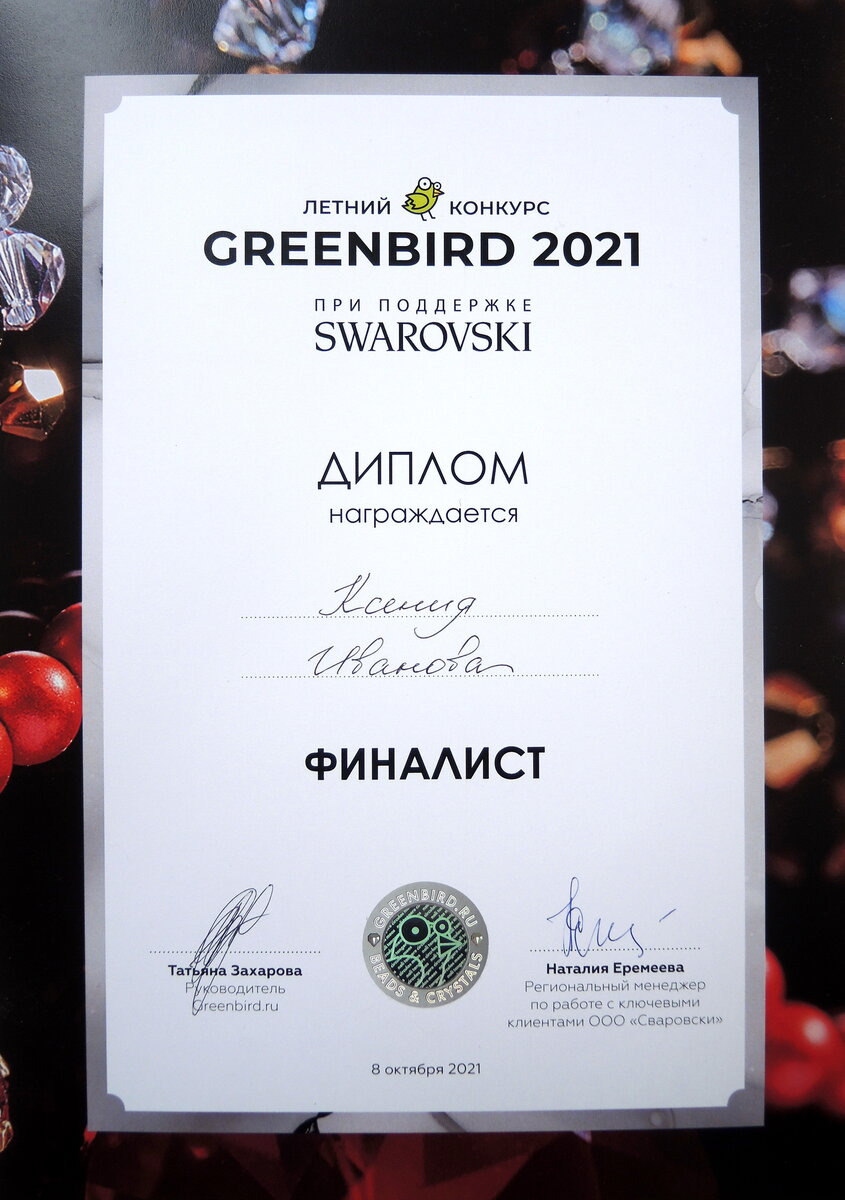 ЛЕТНИЙ КОНКУРС
GREENBIRD 2021
ПРИ ПОДДЕРЖКЕ
SWAROVSKI
ДИПЛОМ
награждается
Ксения
Иванова
ФИНАЛИСТ
Татьяна Захарова
Руководитель
Greenbird.ru
GREENBIRD.RU
BEADS & CRYSTALS
Наталия Еремеева
Региональный менеджер
по работе с ключевыми
клиентами ООО «Сваровски»
8 октября 2021